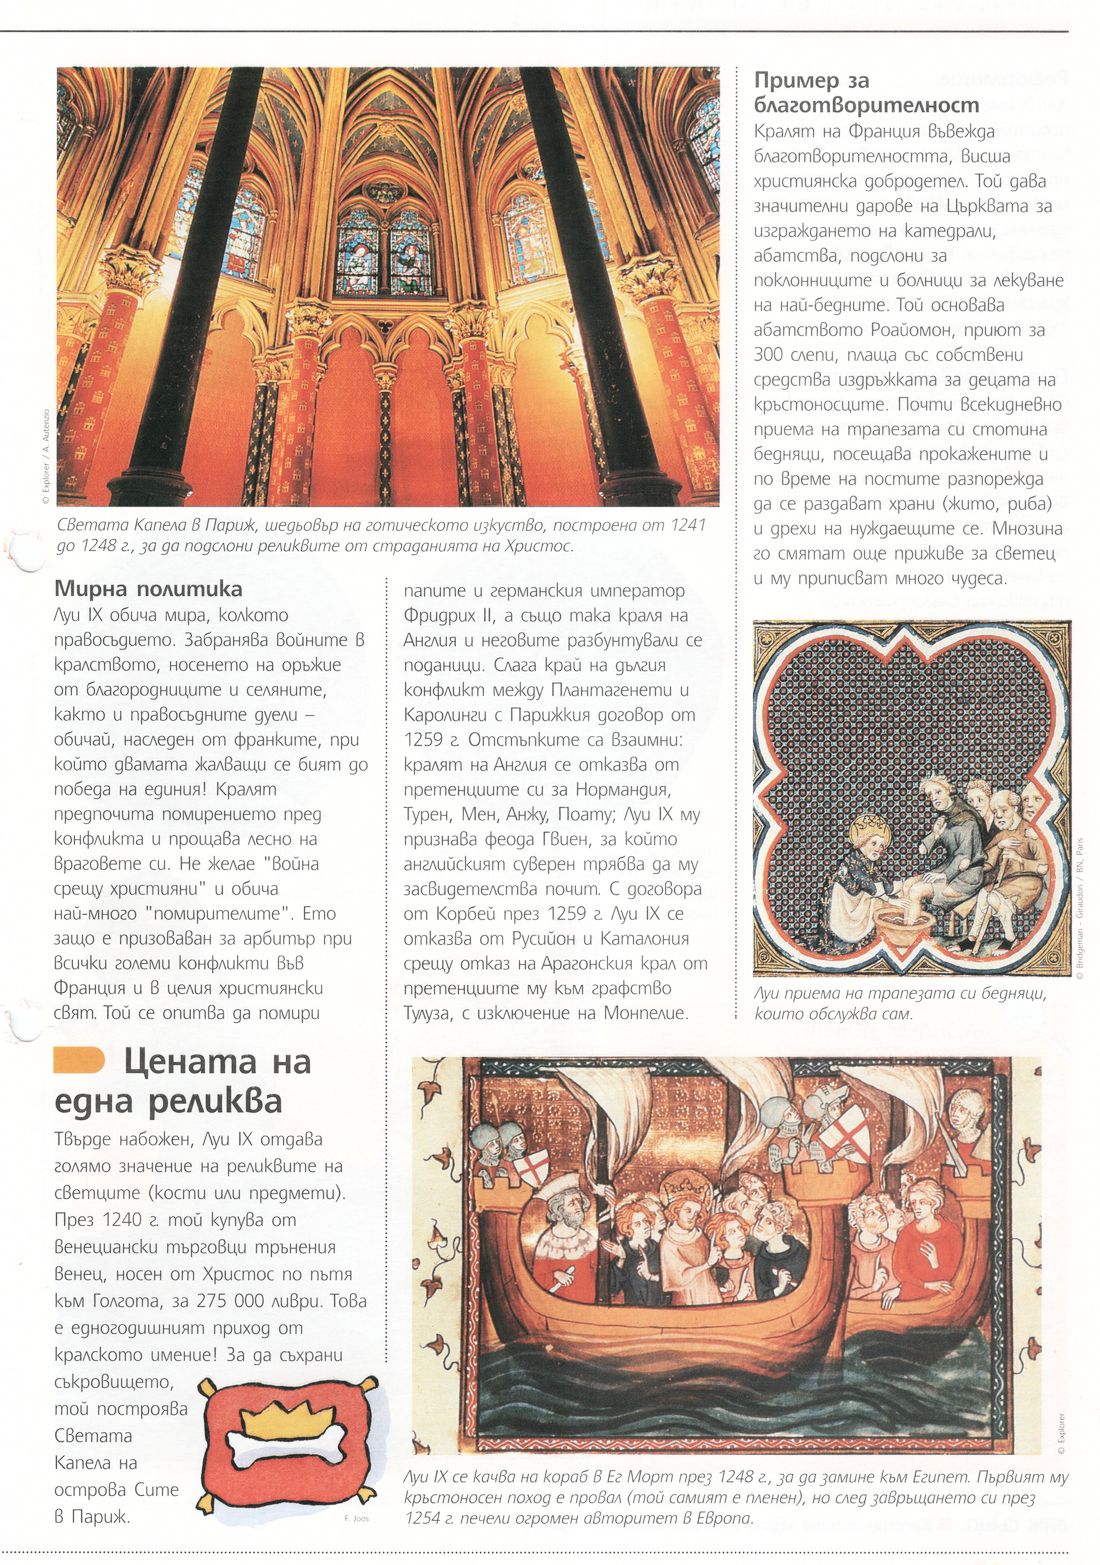 © Explorer / A. Autenzio
Светата Капела в Париж, шедьовър на готическото изкуство, построена от 1241
до 1248 г., за да подслони реликвите от страданията на Христос.
Мирна политика
Луи IX обича мира, колкото
правосъдието. Забранява войните в
кралството, носенето на оръжие
от благородниците и селяните,
както и правосъдните дуели –
обичай, наследен от франките, при
който двамата жалващи се бият до
победа на единия! Кралят
предпочита помирението пред
конфликта и прощава лесно на
враговете си. Не желае "война
срещу християни" и обича
най-много "помирителите". Ето
защо е призоваван за арбитър при
всички големи конфликти във
Франция и в целия християнски
свят. Той се опитва да помири
папите и германския император
Фридрих II, а също така краля на
Англия и неговите разбунтували се
поданици. Слага край на дългия
конфликт между Плантагенети и
Каролинги с Парижкия договор от
1259 г. Отстъпките са взаимни:
кралят на Англия се отказва от
претенциите си за Нормандия,
Турен, Мен, Анжу, Поату; Луи IX му
признава феода Гвиен, за който
английският суверен трябва да му
засвидетелства почит. С договора
от Корбей през 1259 г. Луи IX се
отказва от Русийон и Каталония
срещу отказ на Арагонския крал от
претенциите му към графство
Тулуза, с изключение на Монпелие.
Пример за
благотворителност
Кралят на Франция въвежда
благотворителността, висша
християнска добродетел. Той дава
значителни дарове на Църквата за
изграждането на катедрали,
абатства, подслони за
поклонниците и болници за лекуване
на най-бедните. Той основава
абатството Роайомон, приют за
300 слепи, плаща със собствени
средства издръжката за децата на
кръстоносците. Почти всекидневно
приема на трапезата си стотина
бедняци, посещава прокажените и
по време на постите разпорежда
да се раздават храни (жито, риба)
и дрехи на нуждаещите се. Мнозина
го смятат още приживе за светец
и му приписват много чудеса.
© Bridgeman - Giraudon / BN, Paris
Луи приема на трапезата си бедняци,
които обслужва сам.
Цената на
една реликва
Твърде набожен, Луи IX отдава
голямо значение на реликвите на
светците (кости или предмети).
През 1240 г. той купува от
Венециански търговци трънения
венец, носен от Христос по пътя
към Голгота, за 275 000 ливри. Това
е едногодишният приход от
кралското имение! За да съхрани
съкровището,
той построява
Светата
Капела на
острова Сите
в Париж.
F. Joos
© Explorer
Луи IX се качва на кораб в Ег Морт през 1248 г., за да замине към Египет. Първият му
кръстоносен поход е провал (той самият е пленен), но след завръщането си през
1254 г. печели огромен авторитет в Европа.